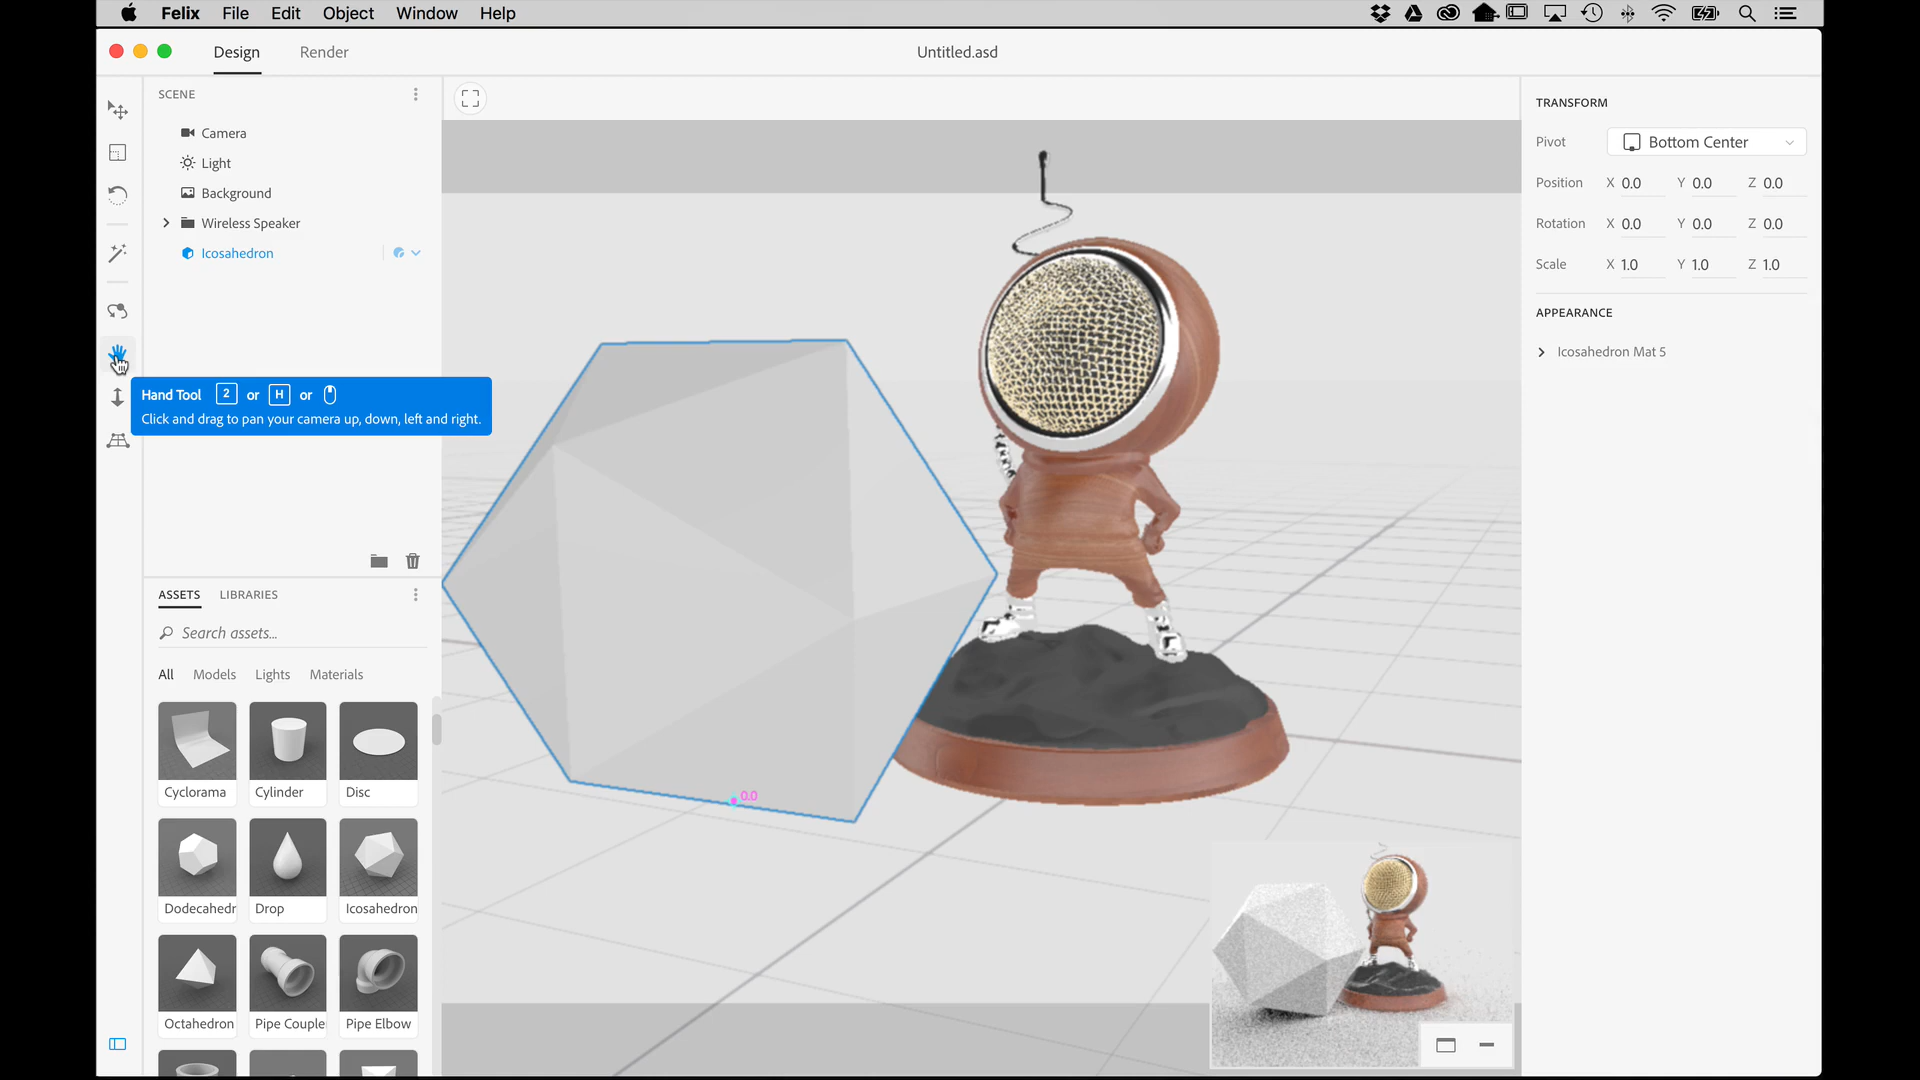 Felix File Edit Object Window Help
Design Render Untitled.asd
SCENE
Camera
Light
Background
Wireless Speaker
Icosahedron
Hand Tool 2 or H or
Click and drag to pan your camera up, down, left and right.
0.0
ASSETS LIBRARIES
Search assets...
All Models Lights Materials
Cyclorama Cylinder Disc
Dodecahedr Drop Icosahedron
Octahedron Pipe Couple Pipe Elbow
TRANSFORM
Pivot Bottom Center
Position X 0.0 Y 0.0 Z 0.0
Rotation X 0.0 Y 0.0 Z 0.0
Scale X 1.0 Y 1.0 Z 1.0
APPEARANCE
Icosahedron Mat 5